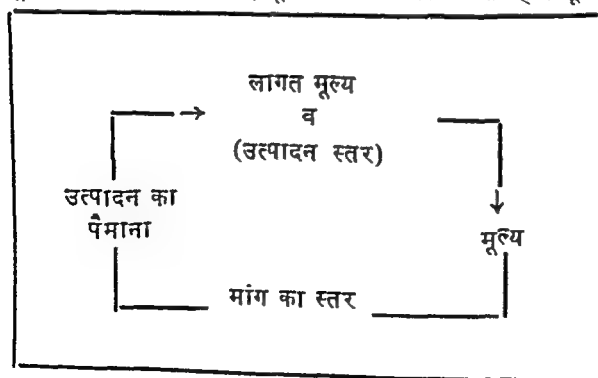 लागत मूल्य
व
(उत्पादन स्तर)
उत्पादन का
पैमाना
मूल्य
मांग का स्तर